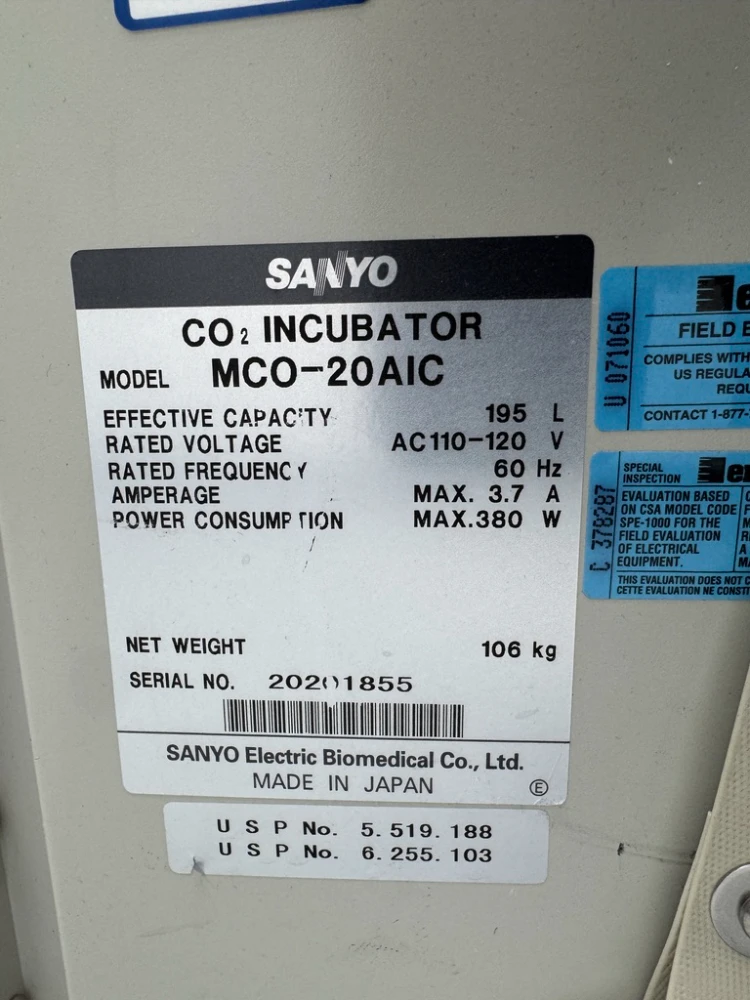 SANYO
CO₂ INCUBATOR
MODEL MCO-20AIC
EFFECTIVE CAPACITY 195 L
RATED VOLTAGE AC110-120 V
RATED FREQUENCY 60 Hz
AMPERAGE MAX. 3.7 A
POWER CONSUMPTION MAX.380 W
NET WEIGHT 106 kg
SERIAL NO. 20201855
SANYO Electric Biomedical Co., Ltd.
MADE IN JAPAN E
U S P No. 5.519.188
U S P No. 6.255.103
U 071060
FIELD
COMPLIES WITH
US
CONTACT 1-877-
C 378287
SPECIAL
INSPECTION
EVALUATION BASED
ON CSA MODEL CODE
SPE-1000 FOR THE
FIELD EVALUATION
OF ELECTRICAL
EQUIPMENT.
THIS EVALUATION DOES NOT
CETTE EVALUATION NE